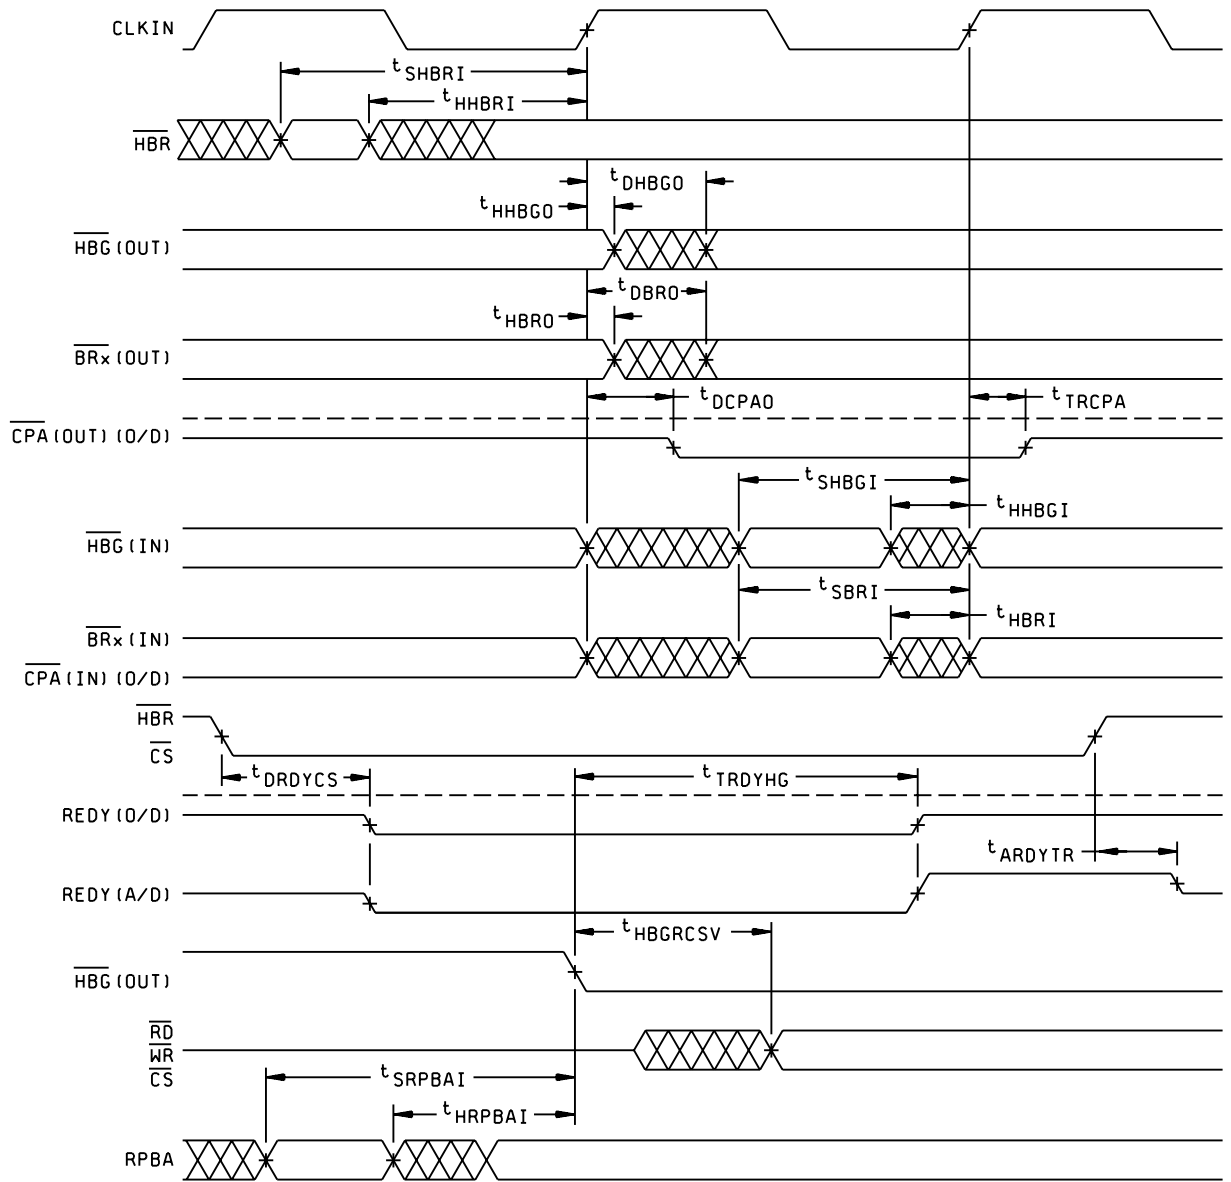 CLKIN
tSHBRI
tHHBRI
HBR
tDHBGO
tHHBGO
HBG(OUT)
tDBRO
tHBRO
BRx(OUT)
tDCPAO
tTRCPA
CPA(OUT)(O/D)
tSHBGI
tHHBGI
HBG(IN)
tSBRI
tHBRI
BRx(IN)
CPA(IN)(O/D)
HBR
CS
tDRDYCS
tTRDYHG
REDY(O/D)
tARDYTR
REDY(A/D)
tHBGRCSV
HBG(OUT)
RD
WR
CS
tSRPBAI
tHRPBAI
RPBA